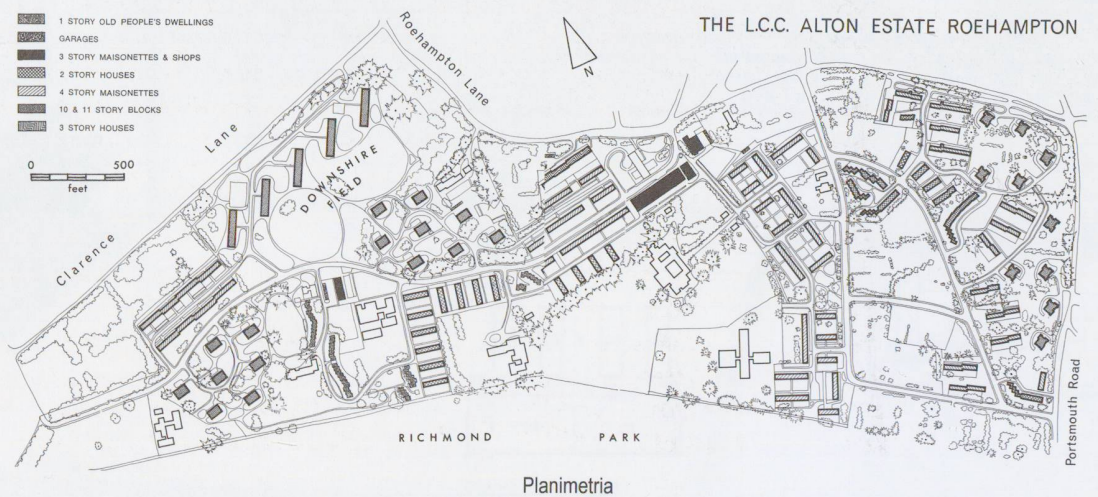 THE L.C.C. ALTON ESTATE ROEHAMPTON
1 STORY OLD PEOPLE'S DWELLINGS
GARAGES
3 STORY MAISONETTES & SHOPS
2 STORY HOUSES
4 STORY MAISONETTES
10 & 11 STORY BLOCKS
3 STORY HOUSES
0 500
feet
Roehampton Lane
N
Clarence Lane
DOWNSHIRE
FIELD
RICHMOND PARK
Portsmouth Road
Planimetria